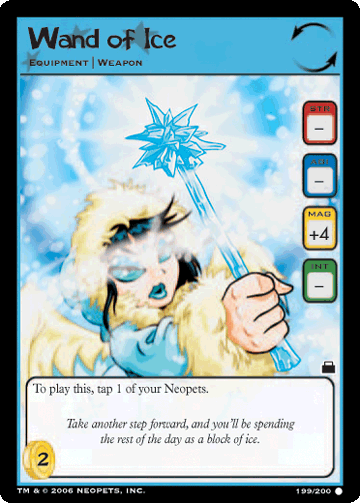 Wand of Ice
Equipment | Weapon
STR
–
AGI
–
MAG
+4
INT
–
To play this, tap 1 of your Neopets.
Take another step forward, and you'll be spending
the rest of the day as a block of ice.
2
TM & © 2006 NEOPETS, INC.
199/200